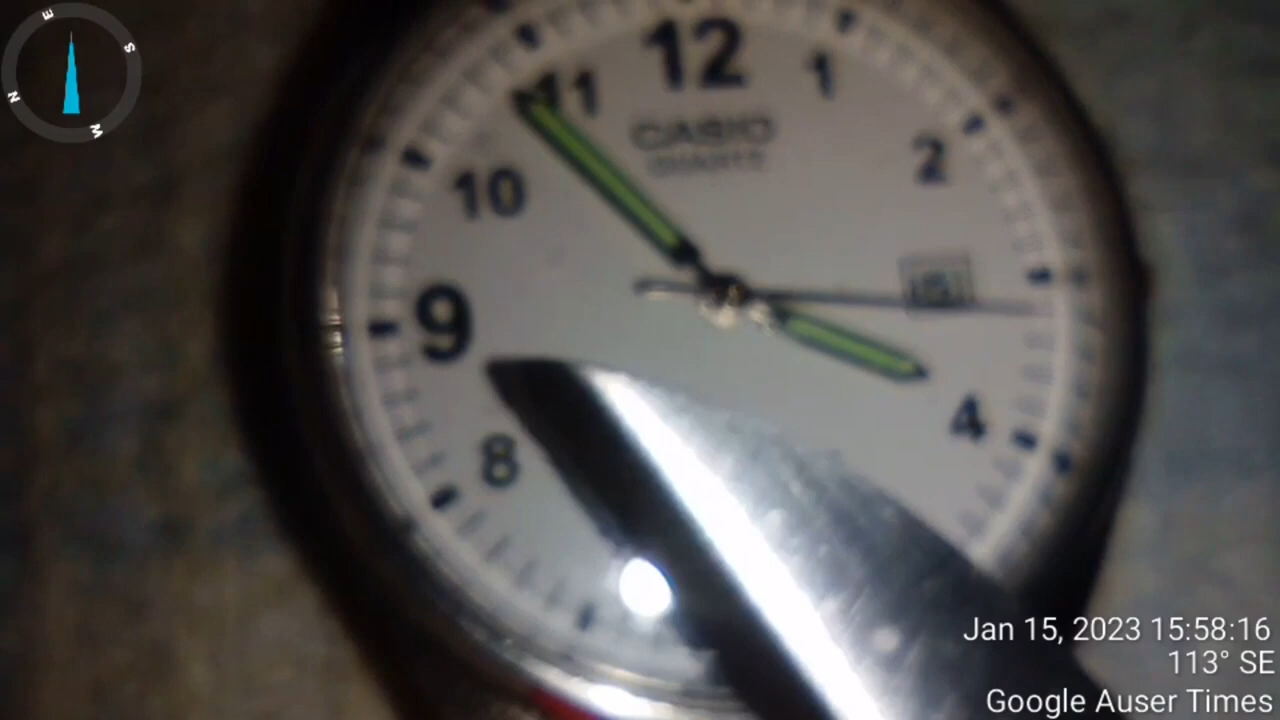 E
S
N
W
12
11
1
CASIO
QUARTZ
2
10
9
4
8
Jan 15, 2023 15:58:16
113° SE
Google Auser Times